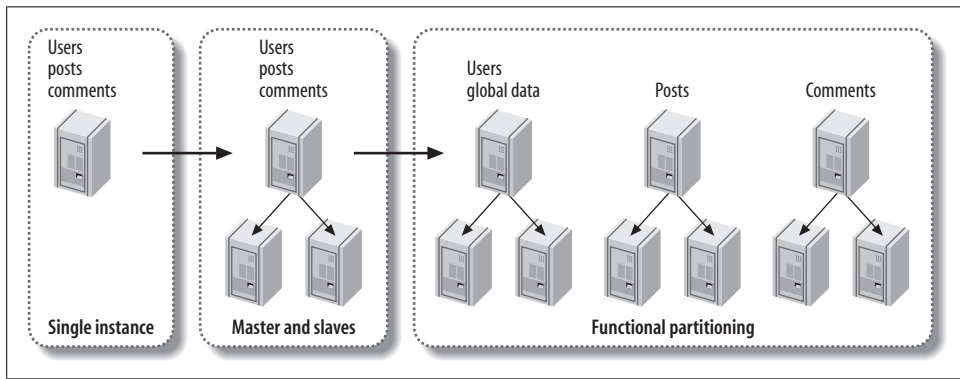 Users
posts
comments
Single instance
Users
posts
comments
Master and slaves
Users
global data
Posts
Comments
Functional partitioning